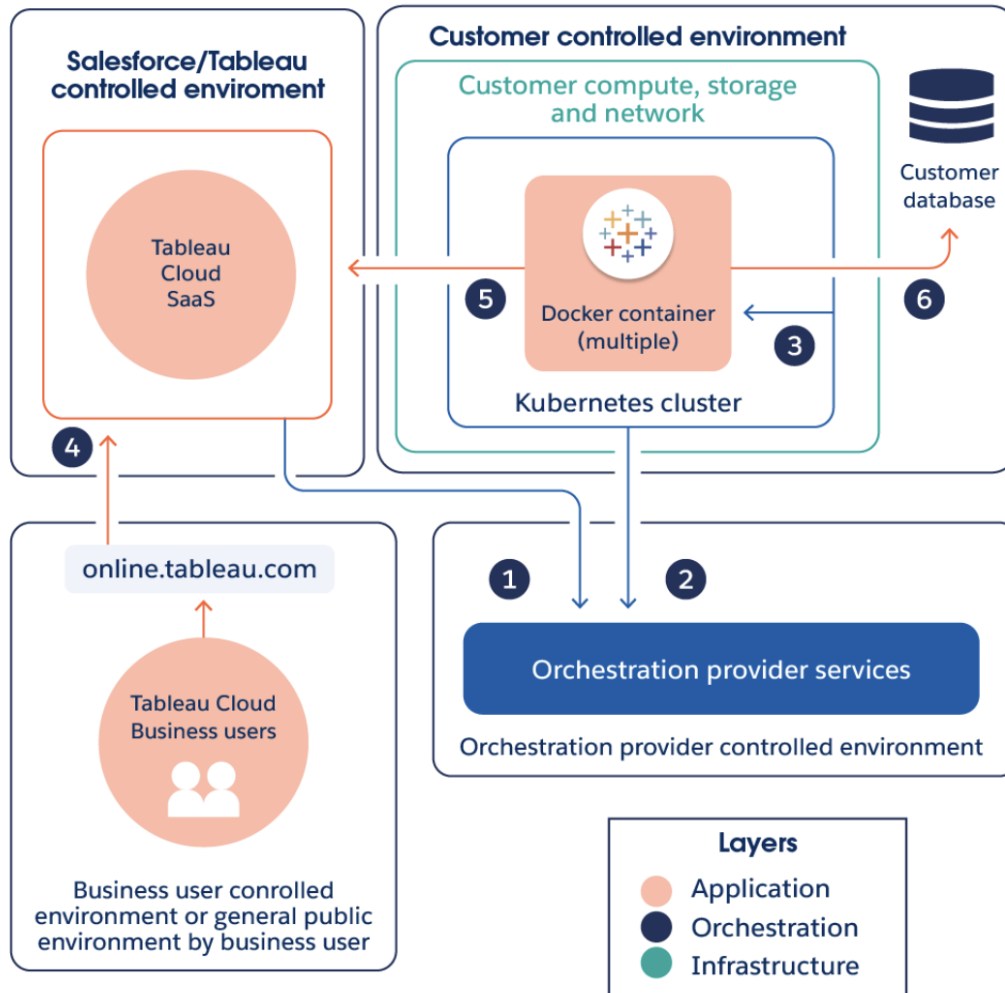 Salesforce/Tableau
controlled enviroment
Tableau
Cloud
SaaS
4
Customer controlled environment
Customer compute, storage
and network
Docker container
(multiple)
5
3
6
Kubernetes cluster
Customer
database
online.tableau.com
Tableau Cloud
Business users
Business user conrolled
environment or general public
environment by business user
1
2
Orchestration provider services
Orchestration provider controlled environment
Layers
Application
Orchestration
Infrastructure